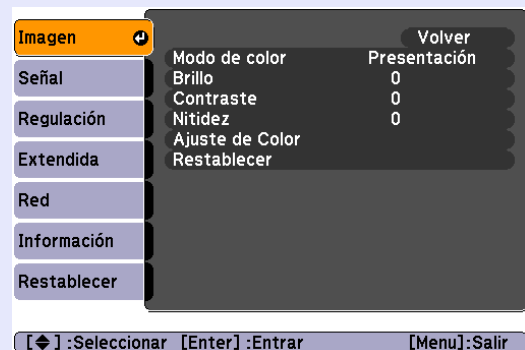 Imagen
Señal
Regulación
Extendida
Red
Información
Restablecer
Volver
Modo de color Presentación
Brillo 0
Contraste 0
Nitidez 0
Ajuste de Color
Restablecer
[◆] :Seleccionar [Enter] :Entrar [Menu]:Salir